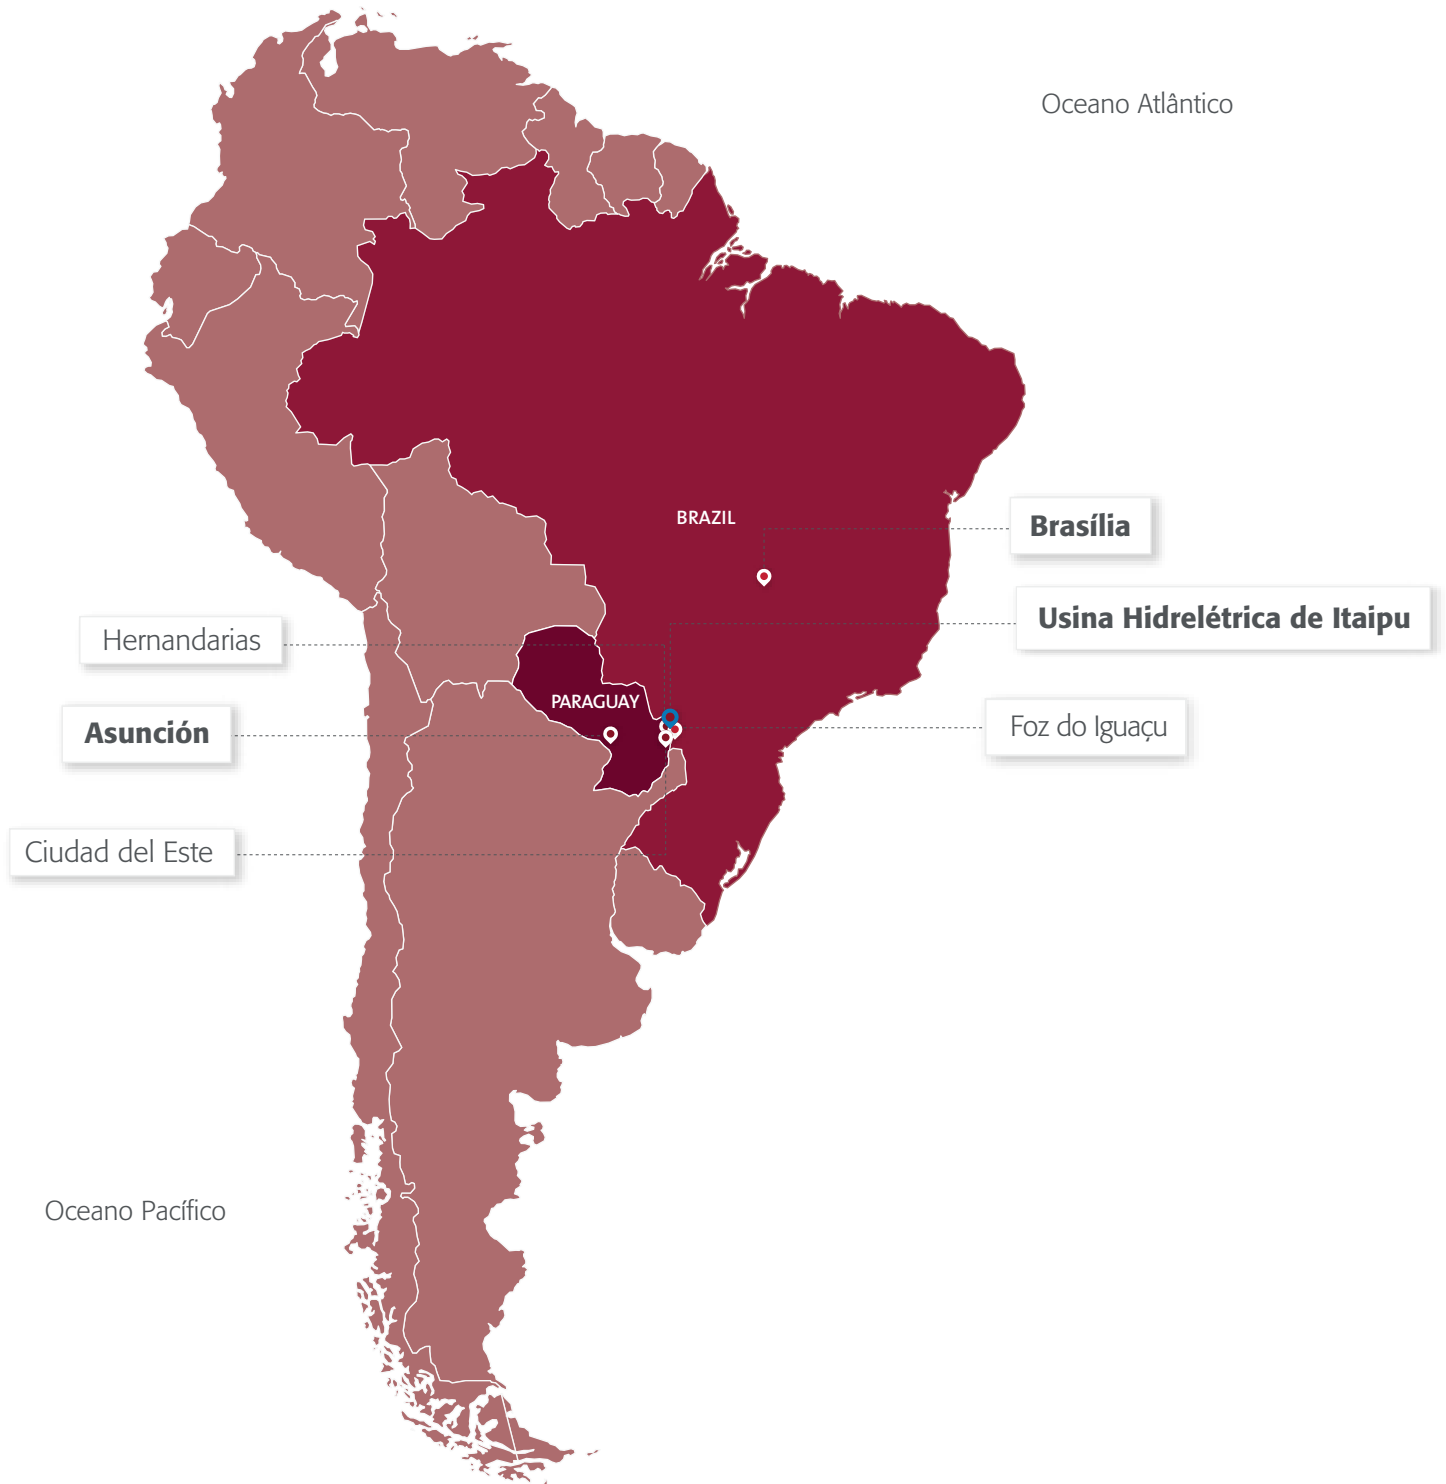 Oceano Atlântico
BRAZIL
Brasília
Usina Hidrelétrica de Itaipu
Hernandarias
PARAGUAY
Asunción
Foz do Iguaçu
Ciudad del Este
Oceano Pacífico